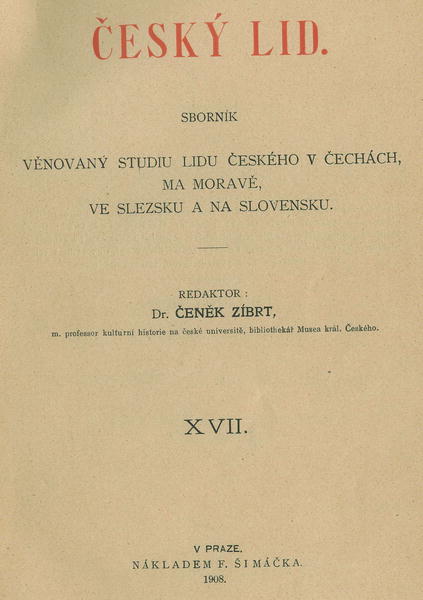 ČESKÝ LID.
SBORNÍK
VĚNOVANÝ STUDIU LIDU ČESKÉHO V ČECHÁCH,
MA MORAVĚ,
VE SLEZSKU A NA SLOVENSKU.
REDAKTOR :
Dr. ČENĚK ZÍBRT,
m. professor kulturní historie na české universitě, bibliothekář Musea král. Českého.
XVII.
V PRAZE.
NÁKLADEM F. ŠIMÁČKA.
1908.